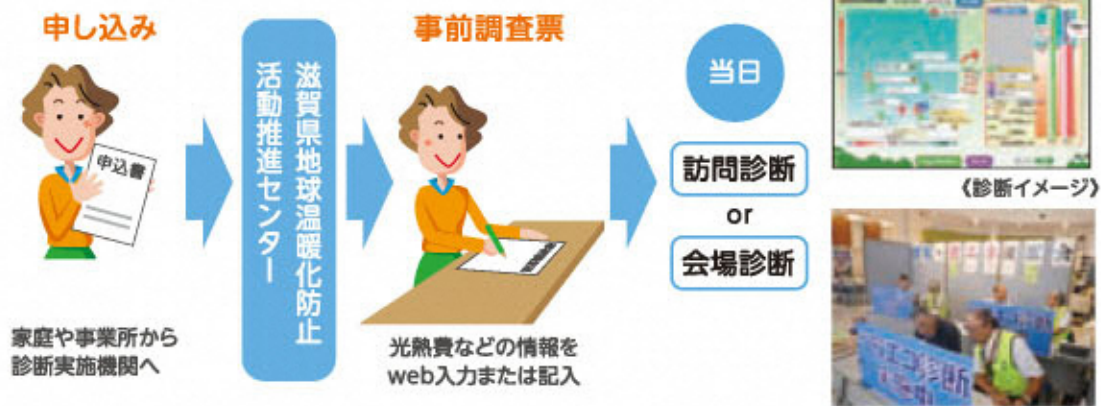 申し込み
申込書
家庭や事業所から
診断実施機関へ
滋賀県地球温暖化防止
活動推進センター
事前調査票
光熱費などの情報を
web入力または記入
当日
訪問診断
or
会場診断
《診断イメージ》
エコ診断